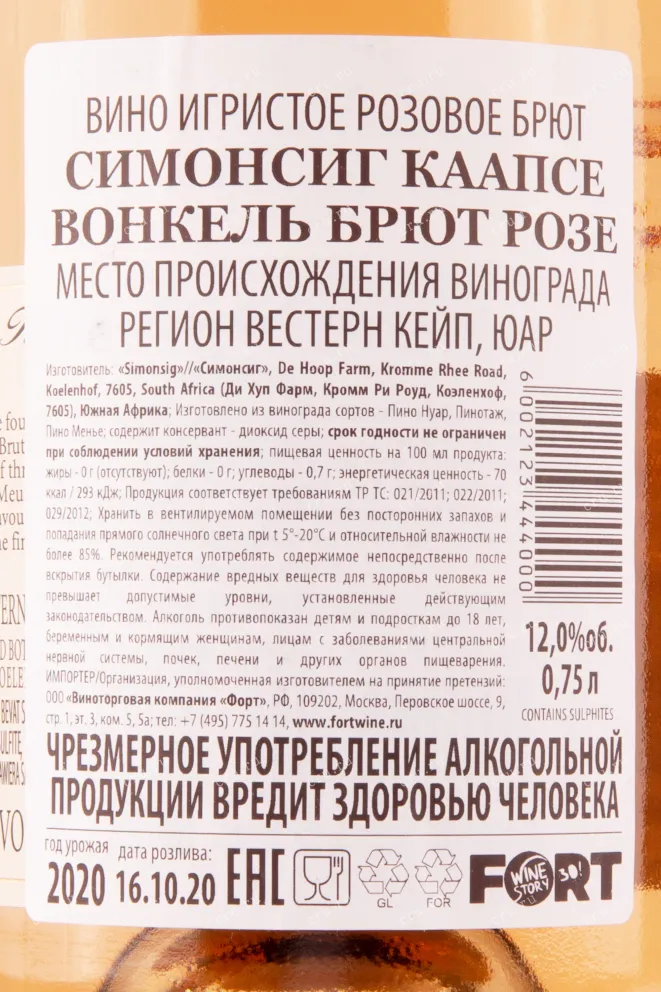 ВИНО ИГРИСТОЕ РОЗОВОЕ БРЮТ
СИМОНСИГ КААПСЕ
ВОНКЕЛЬ БРЮТ РОЗЕ
МЕСТО ПРОИСХОЖДЕНИЯ ВИНОГРАДА
РЕГИОН ВЕСТЕРН КЕЙП, ЮАР
Изготовитель: «Simonsig»//«Симонсиг», De Hoop Farm, Kromme Rhee Road,
Koelenhof, 7605, South Africa (Ди Хуп Фарм, Кромм Ри Роуд, Коэленхоф,
7605), Южная Африка; Изготовлено из винограда сортов - Пино Нуар, Пинотаж,
Пино Менье; содержит консервант - диоксид серы; срок годности не ограничен
при соблюдении условий хранения; пищевая ценность на 100 мл продукта:
жиры - 0 г (отсутствуют); белки - 0 г; углеводы - 0,7 г; энергетическая ценность - 70
ккал / 293 кДж; Продукция соответствует требованиям ТР ТС: 021/2011; 022/2011;
029/2012; Хранить в вентилируемом помещении без посторонних запахов и
попадания прямого солнечного света при t 5°-20°С и относительной влажности не
более 85%. Рекомендуется употреблять содержимое непосредственно после
вскрытия бутылки. Содержание вредных веществ для здоровья человека не
превышает допустимые уровни, установленные действующим
законодательством. Алкоголь противопоказан детям и подросткам до 18 лет,
беременным и кормящим женщинам, лицам с заболеваниями центральной
нервной системы, почек, печени и других органов пищеварения.
ИМПОРТЕР/Организация, уполномоченная изготовителем на принятие претензий:
ООО «Виноторговая компания «Форт», РФ, 109202, Москва, Перовское шоссе, 9,
стр. 1, эт. 3, ком. 5, 5а; тел: +7 (495) 775 14 14, www.fortwine.ru
6 002123 444000
12,0%об.
0,75 л
CONTAINS SULPHITES
ЧРЕЗМЕРНОЕ УПОТРЕБЛЕНИЕ АЛКОГОЛЬНОЙ
ПРОДУКЦИИ ВРЕДИТ ЗДОРОВЬЮ ЧЕЛОВЕКА
год урожая
2020
дата розлива:
16.10.20
EAC
GL
FOR
FORT
WINE
STORY
30!